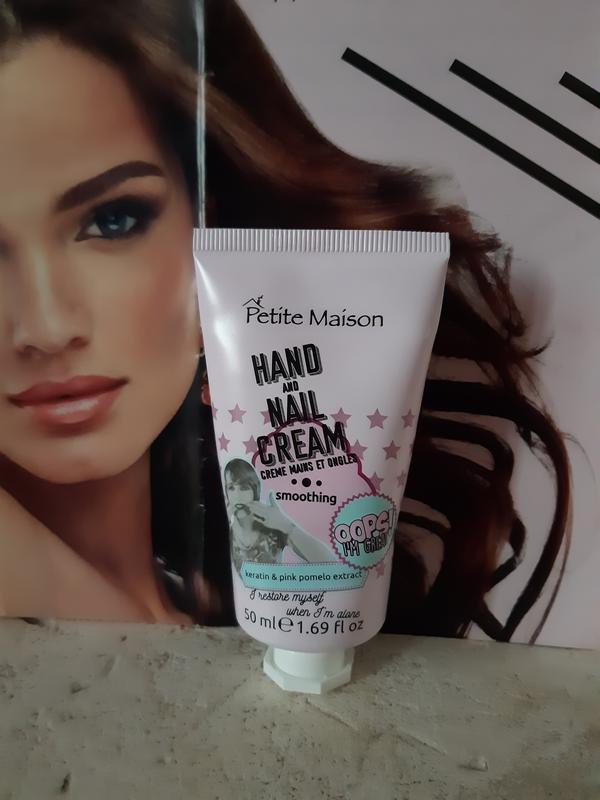 Petite Maison
HAND
AND
NAIL
CREAM
CRÈME MAINS ET ONGLES
smoothing
OOPS!
I'M
keratin & pink pomelo extract
I restore myself
when I'm alone
50 ml e 1.69 fl oz